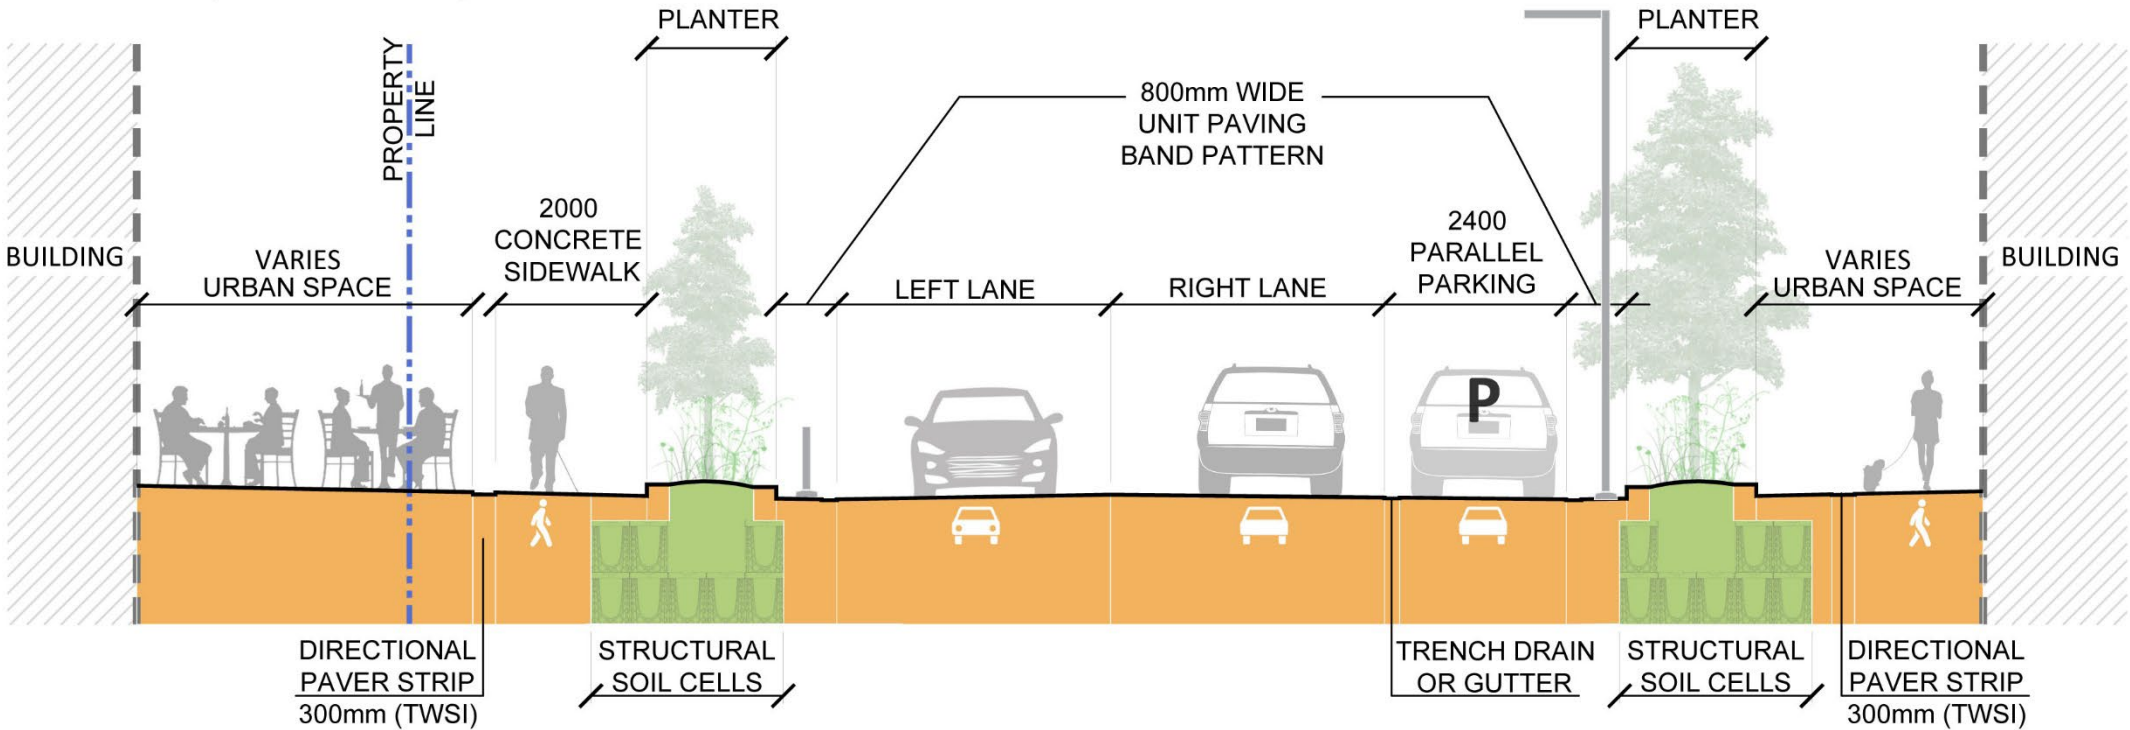 PLANTER
PLANTER
PROPERTY
LINE
800mm WIDE
UNIT PAVING
BAND PATTERN
2000
CONCRETE
SIDEWALK
2400
PARALLEL
PARKING
BUILDING
VARIES
URBAN SPACE
LEFT LANE
RIGHT LANE
VARIES
URBAN SPACE
BUILDING
P
DIRECTIONAL
PAVER STRIP
300mm (TWSI)
STRUCTURAL
SOIL CELLS
TRENCH DRAIN
OR GUTTER
STRUCTURAL
SOIL CELLS
DIRECTIONAL
PAVER STRIP
300mm (TWSI)